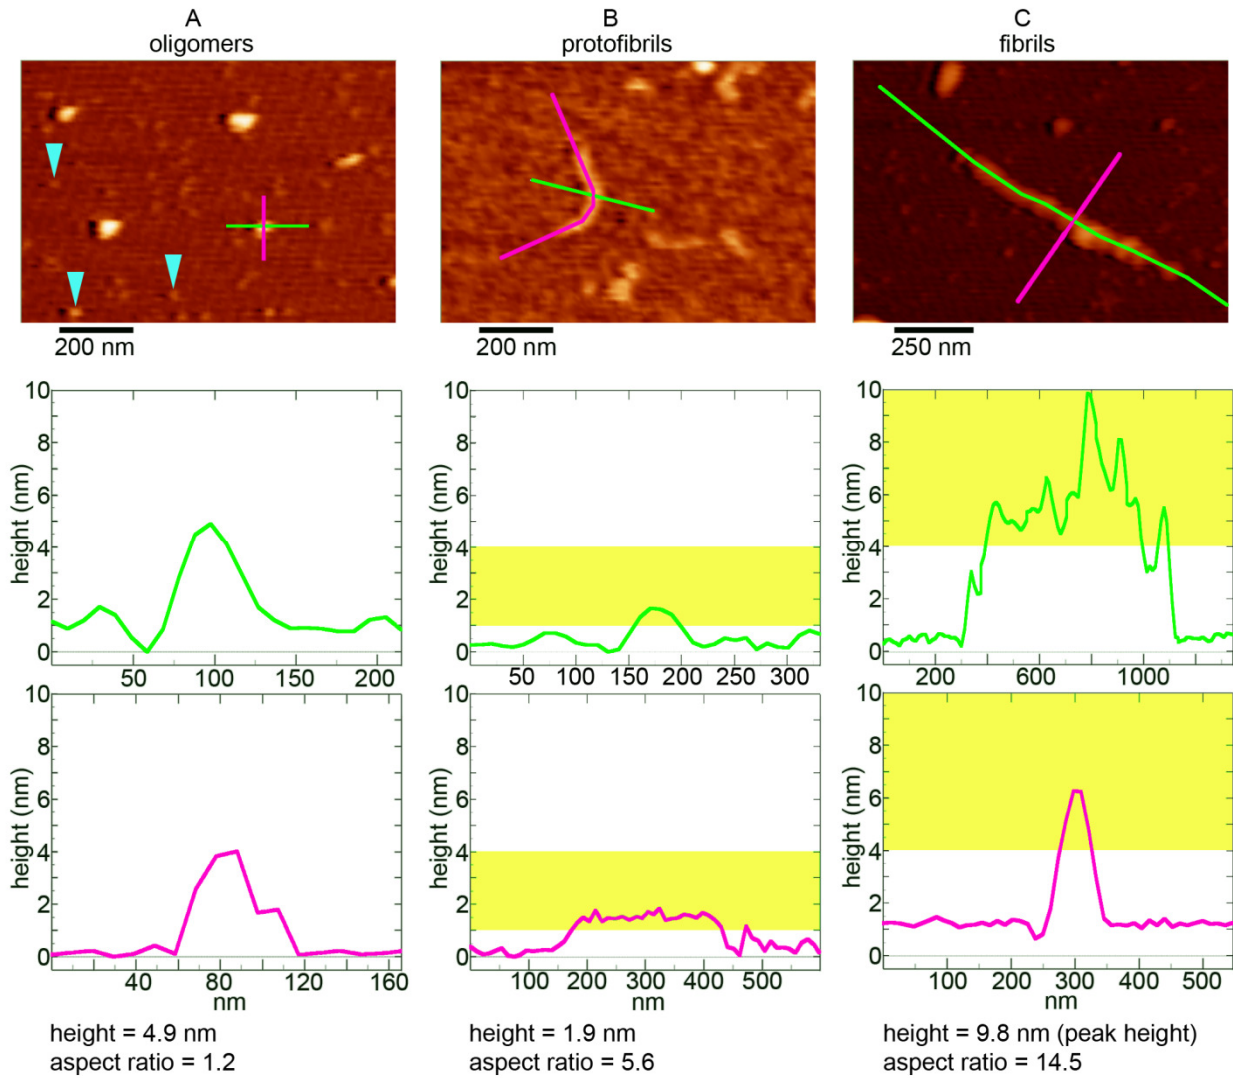 A
oligomers
B
protofibrils
C
fibrils
200 nm
200 nm
250 nm
height (nm)
10
8
6
4
2
0
50
100
150
200
height (nm)
10
8
6
4
2
0
50
100
150
200
250
300
height (nm)
10
8
6
4
2
0
200
600
1000
height (nm)
10
8
6
4
2
0
40
80
120
160
nm
height (nm)
10
8
6
4
2
0
100
200
300
400
500
nm
height (nm)
10
8
6
4
2
0
100
200
300
400
500
nm
height = 4.9 nm
aspect ratio = 1.2
height = 1.9 nm
aspect ratio = 5.6
height = 9.8 nm (peak height)
aspect ratio = 14.5